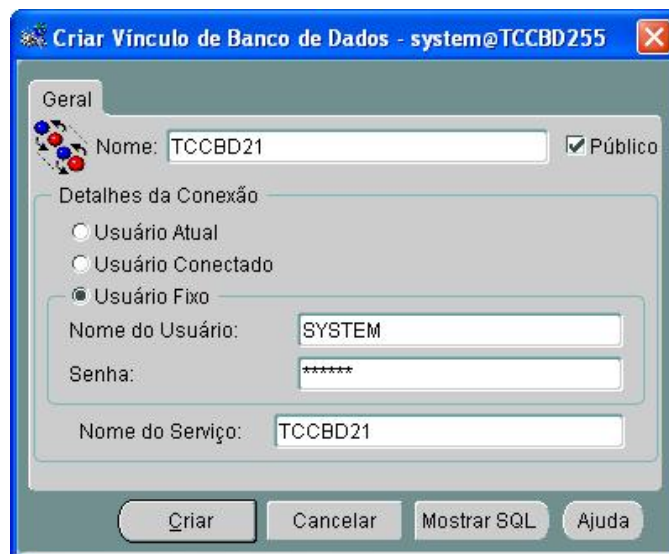 Criar Vínculo de Banco de Dados - system@TCCBD255
Geral
Nome: TCCBD21 Público
Detalhes da Conexão
Usuário Atual
Usuário Conectado
Usuário Fixo
Nome do Usuário: SYSTEM
Senha: ******
Nome do Serviço: TCCBD21
Criar Cancelar Mostrar SQL Ajuda